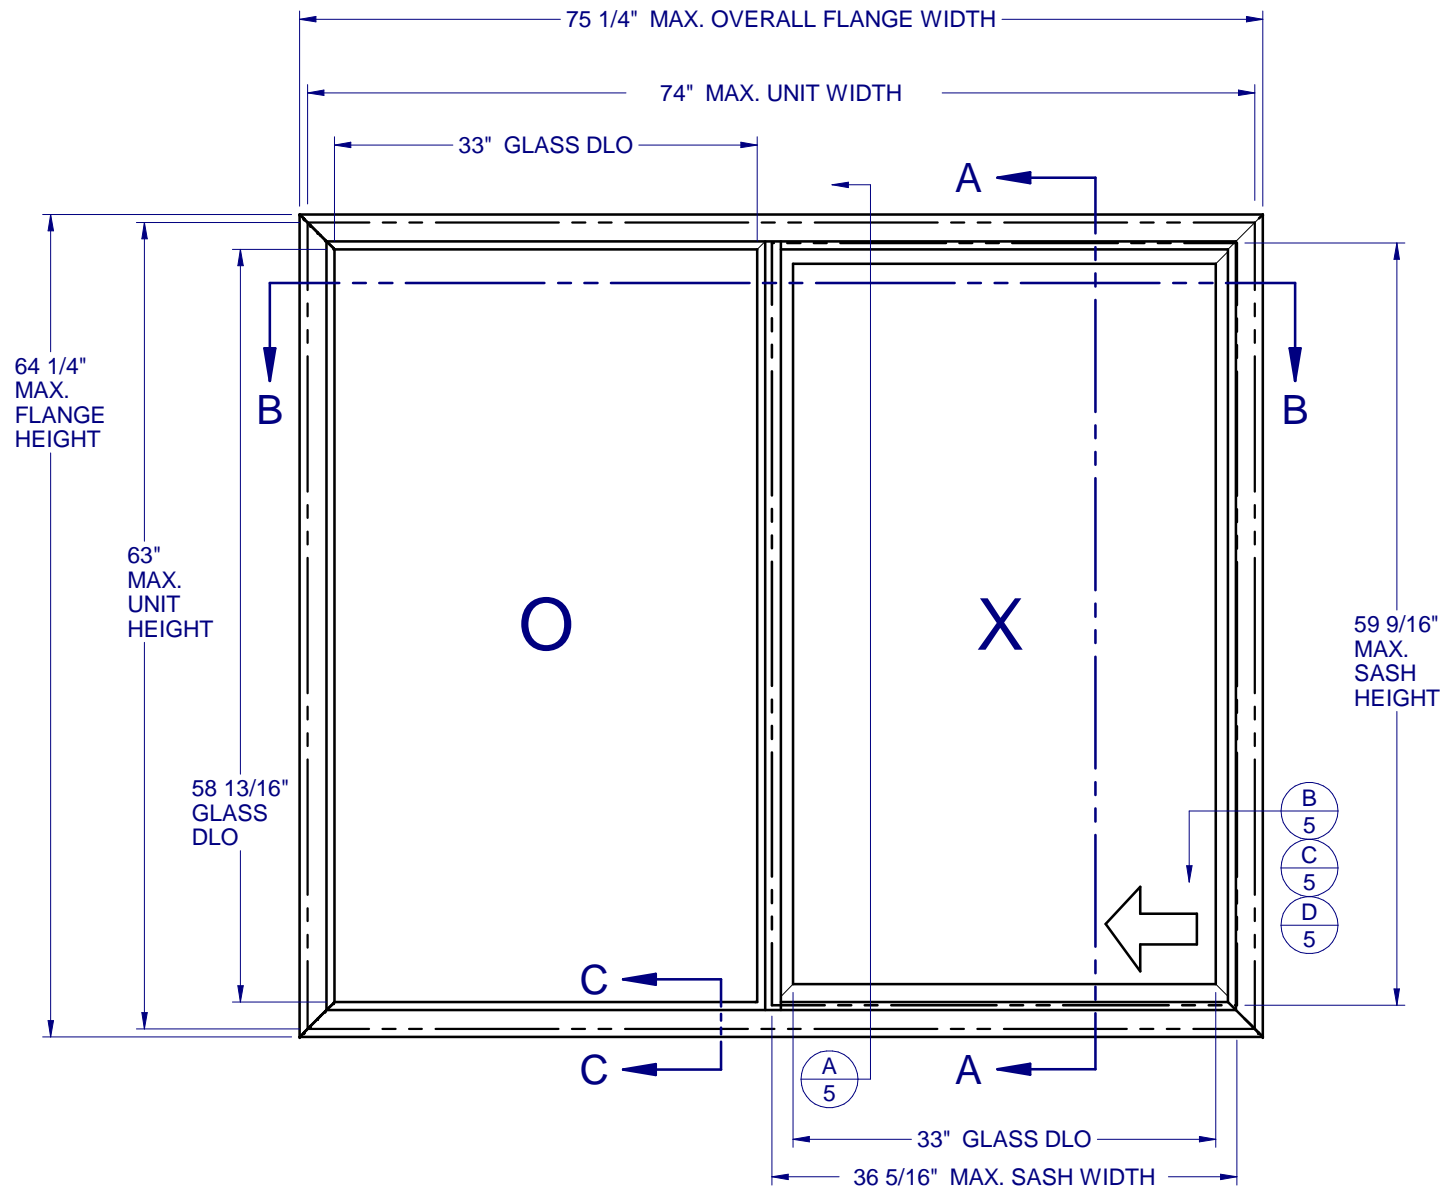 75 1/4" MAX. OVERALL FLANGE WIDTH
74" MAX. UNIT WIDTH
33" GLASS DLO
A
64 1/4"
MAX.
FLANGE
HEIGHT
B
B
63"
MAX.
UNIT
HEIGHT
O
X
59 9/16"
MAX.
SASH
HEIGHT
58 13/16"
GLASS
DLO
B
5
C
5
D
5
C
C
A
5
A
33" GLASS DLO
36 5/16" MAX. SASH WIDTH